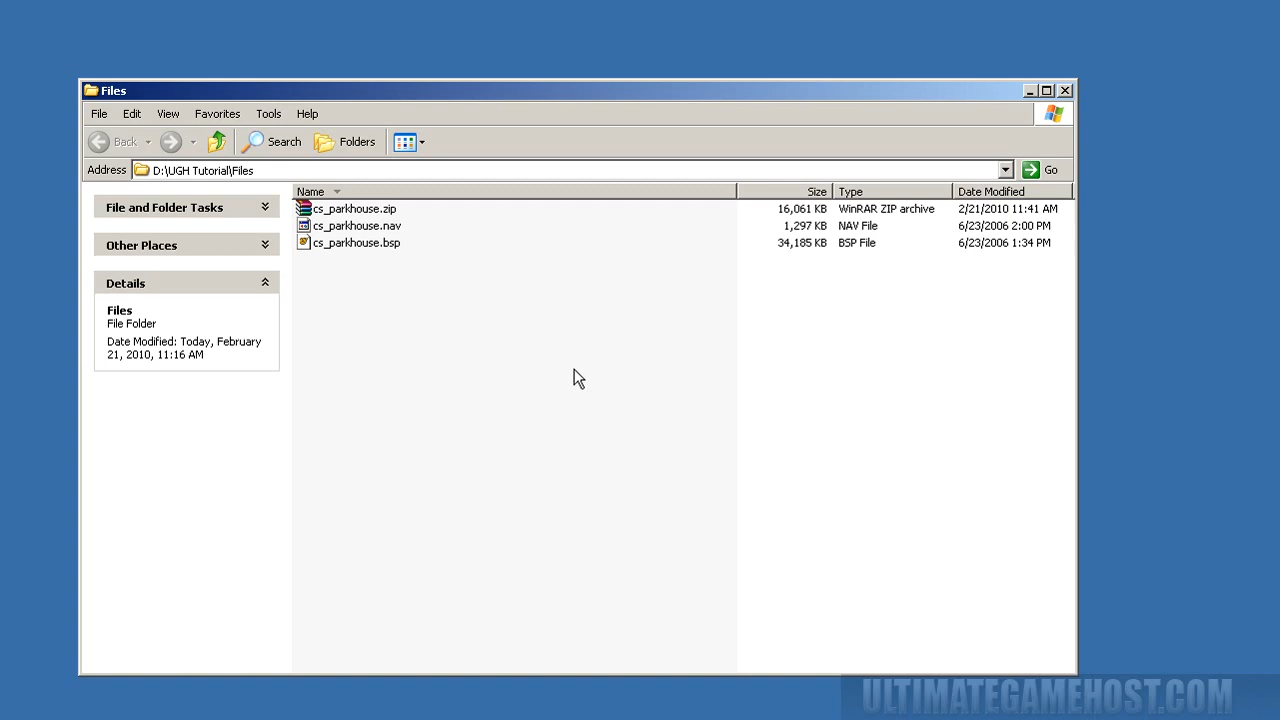 Files
File Edit View Favorites Tools Help
Back Search Folders
Address D:\UGH Tutorial\Files Go
File and Folder Tasks
Other Places
Details
Files
File Folder
Date Modified: Today, February
21, 2010, 11:16 AM
Name Size Type Date Modified
cs_parkhouse.zip 16,061 KB WinRAR ZIP archive 2/21/2010 11:41 AM
cs_parkhouse.nav 1,297 KB NAV File 6/23/2006 2:00 PM
cs_parkhouse.bsp 34,185 KB BSP File 6/23/2006 1:34 PM
ULTIMATEGAMEHOST.COM